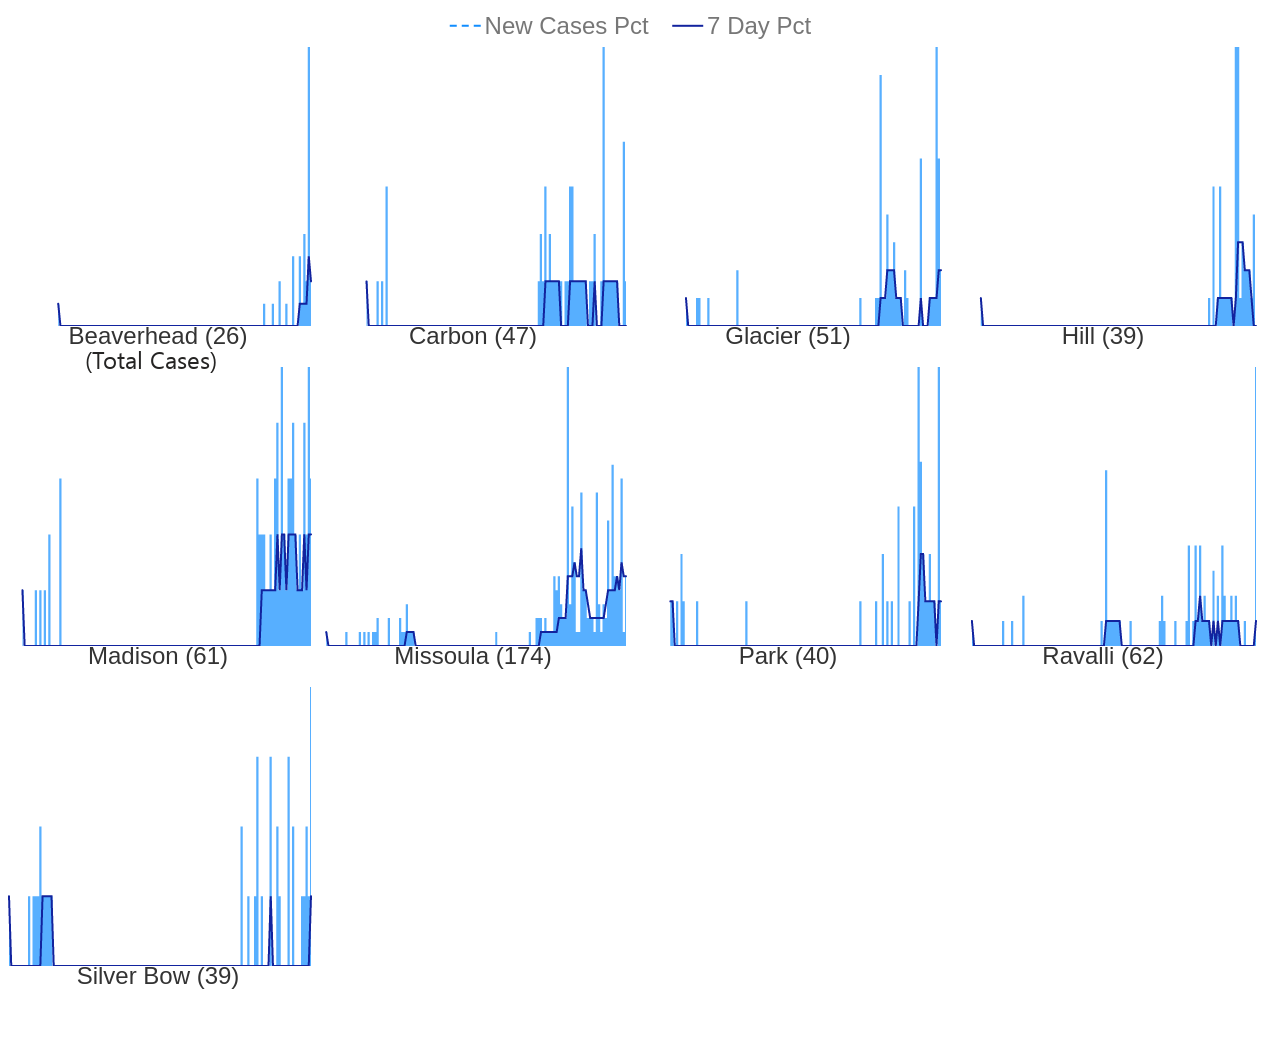 New Cases Pct 7 Day Pct
Beaverhead (26) Carbon (47) Glacier (51) Hill (39)
(Total Cases)
Madison (61) Missoula (174) Park (40) Ravalli (62)
Silver Bow (39)